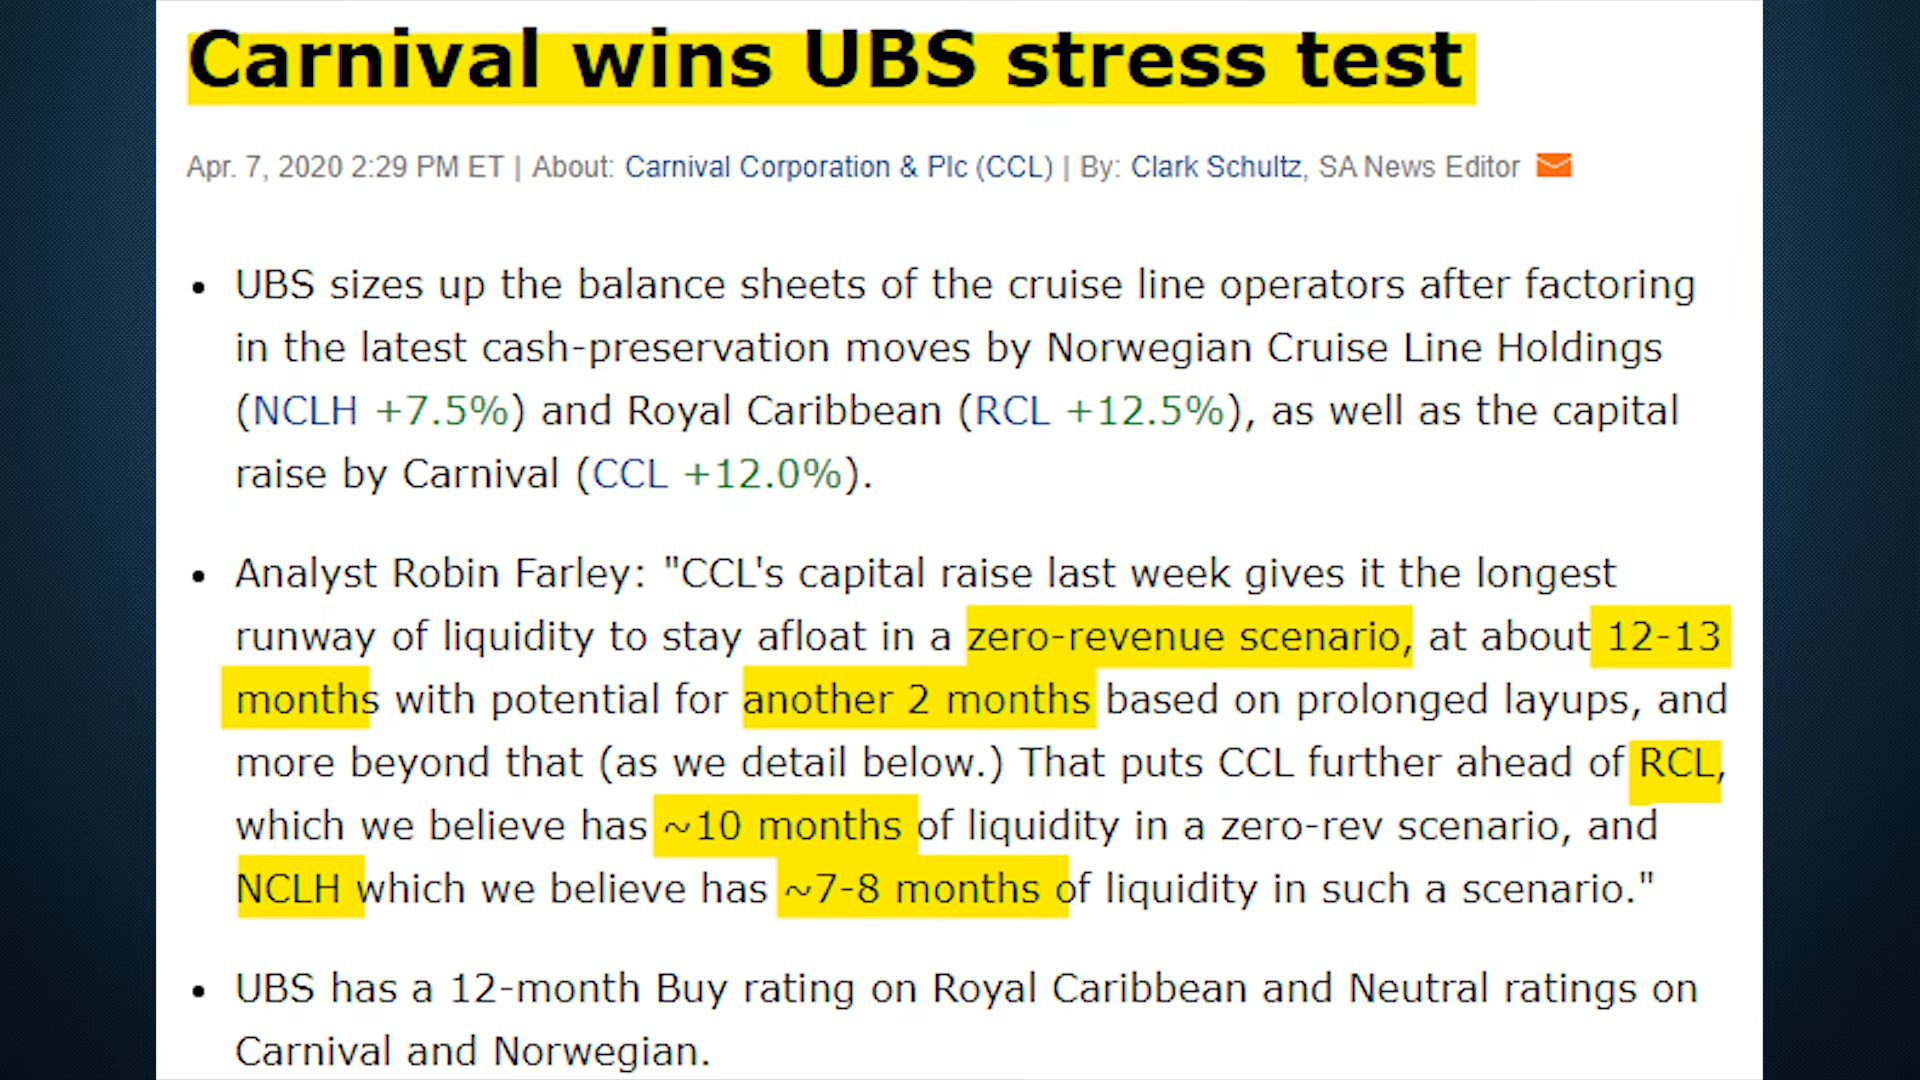 Carnival wins UBS stress test
Apr. 7, 2020 2:29 PM ET | About: Carnival Corporation & Plc (CCL) | By: Clark Schultz, SA News Editor
• UBS sizes up the balance sheets of the cruise line operators after factoring
in the latest cash-preservation moves by Norwegian Cruise Line Holdings
(NCLH +7.5%) and Royal Caribbean (RCL +12.5%), as well as the capital
raise by Carnival (CCL +12.0%).
• Analyst Robin Farley: "CCL's capital raise last week gives it the longest
runway of liquidity to stay afloat in a zero-revenue scenario, at about 12-13
months with potential for another 2 months based on prolonged layups, and
more beyond that (as we detail below.) That puts CCL further ahead of RCL,
which we believe has ~10 months of liquidity in a zero-rev scenario, and
NCLH which we believe has ~7-8 months of liquidity in such a scenario."
• UBS has a 12-month Buy rating on Royal Caribbean and Neutral ratings on
Carnival and Norwegian.